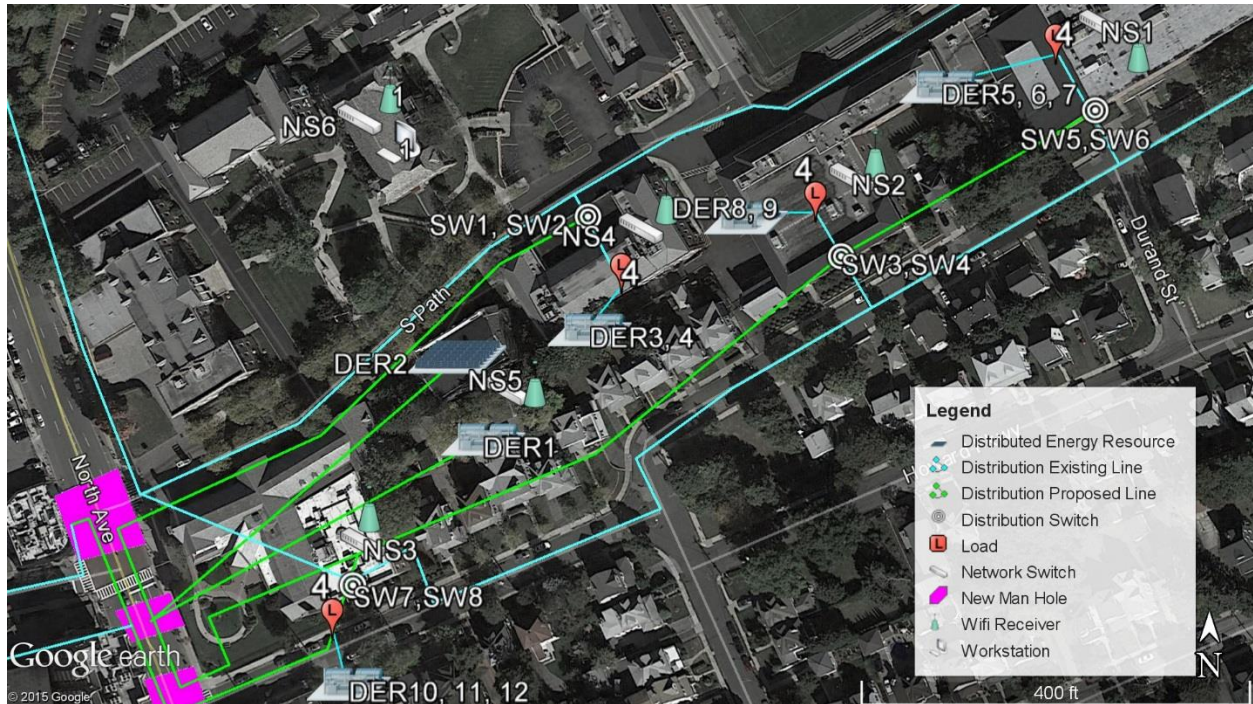 4
NS1
1
DER5, 6, 7
NS6
1
SW5,SW6
4
NS2
SW1, SW2
DER8, 9
NS4
SW3,SW4
Durand St
4
S-Path
DER3, 4
DER2
NS5
Legend
DER1
Distributed Energy Resource
Distribution Existing Line
Distribution Proposed Line
North Ave
Distribution Switch
Load
NS3
Network Switch
4
SW7,SW8
New Man Hole
Wifi Receiver
Google earth
Workstation
N
DER10, 11, 12
© 2015 Google
400 ft
L
L
L
L
L